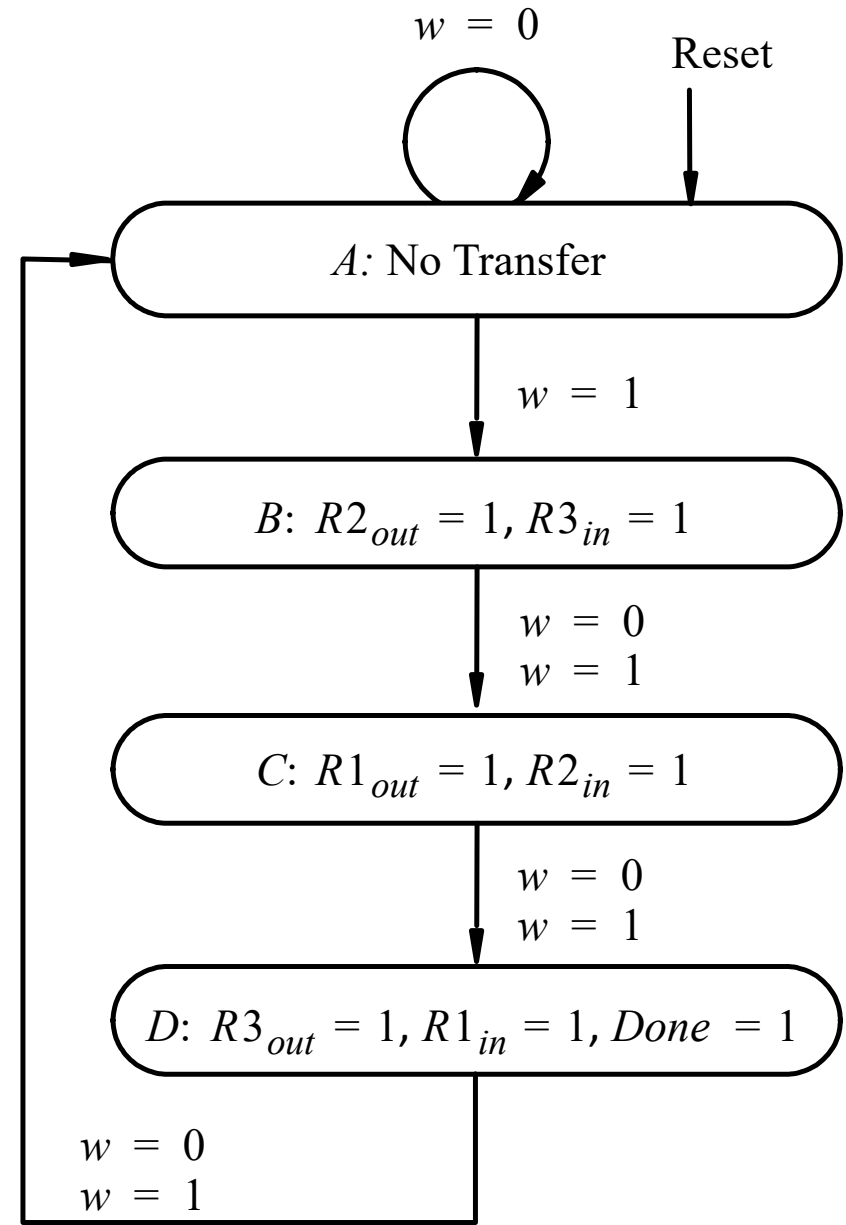 w = 0
Reset
A: No Transfer
w = 1
B: R2out = 1, R3in = 1
w = 0
w = 1
C: R1out = 1, R2in = 1
w = 0
w = 1
D: R3out = 1, R1in = 1, Done = 1
w = 0
w = 1